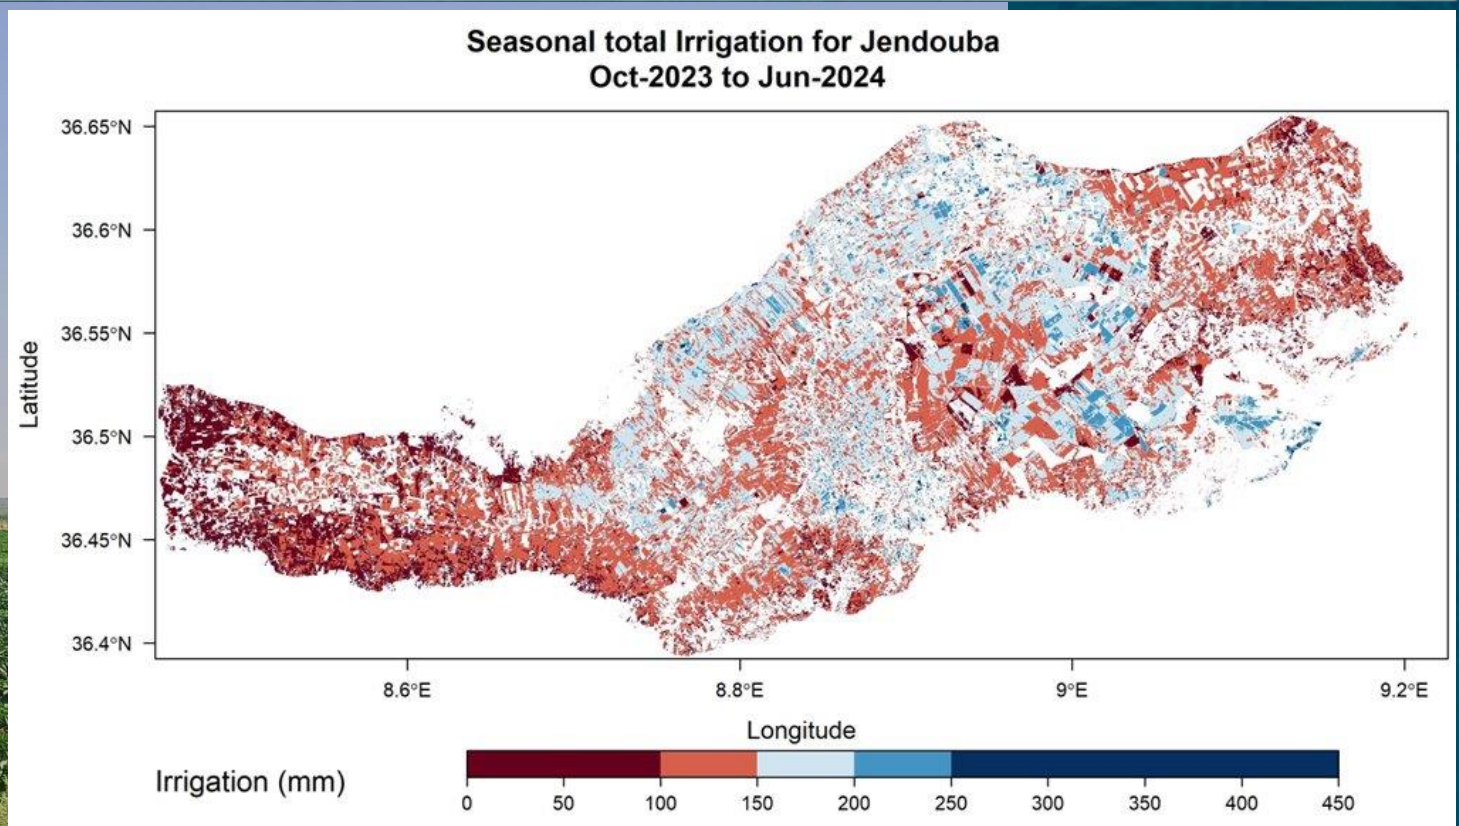 Seasonal total Irrigation for Jendouba
Oct-2023 to Jun-2024
36.65°N
36.6°N
36.55°N
36.5°N
36.45°N
36.4°N
Latitude
8.6°E
8.8°E
9°E
9.2°E
Longitude
Irrigation (mm)
0 50 100 150 200 250 300 350 400 450